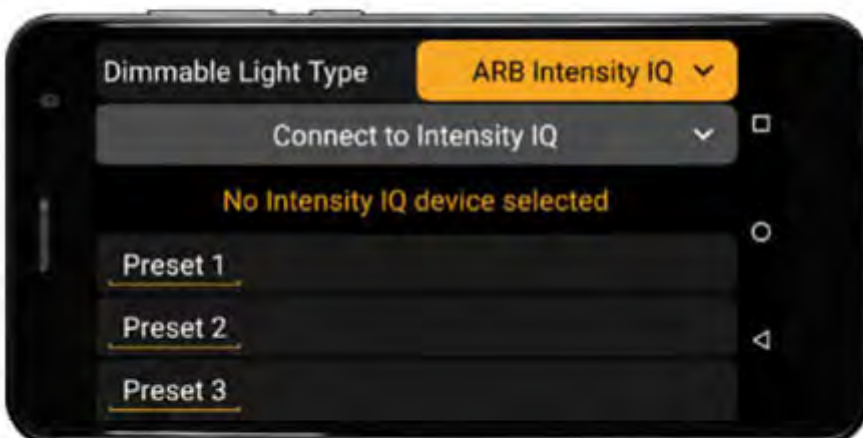 Dimmable Light Type ARB Intensity IQ
Connect to Intensity IQ
No Intensity IQ device selected
Preset 1
Preset 2
Preset 3